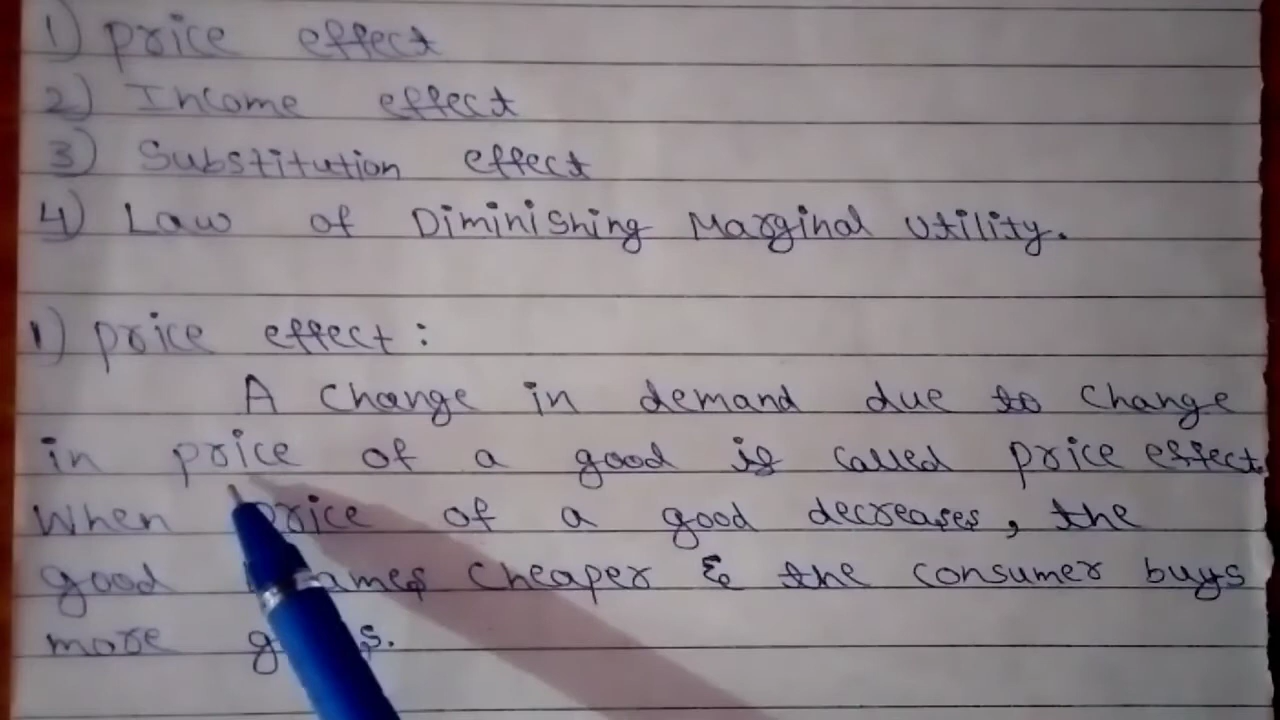 1) Price effect
2) Income effect
3) Substitution effect
4) Law of Diminishing Marginal Utility.
1) Price effect:
A change in demand due to change
in price of a good is called price effect.
When price of a good decreases, the
good cheaper & the consumer buys
more